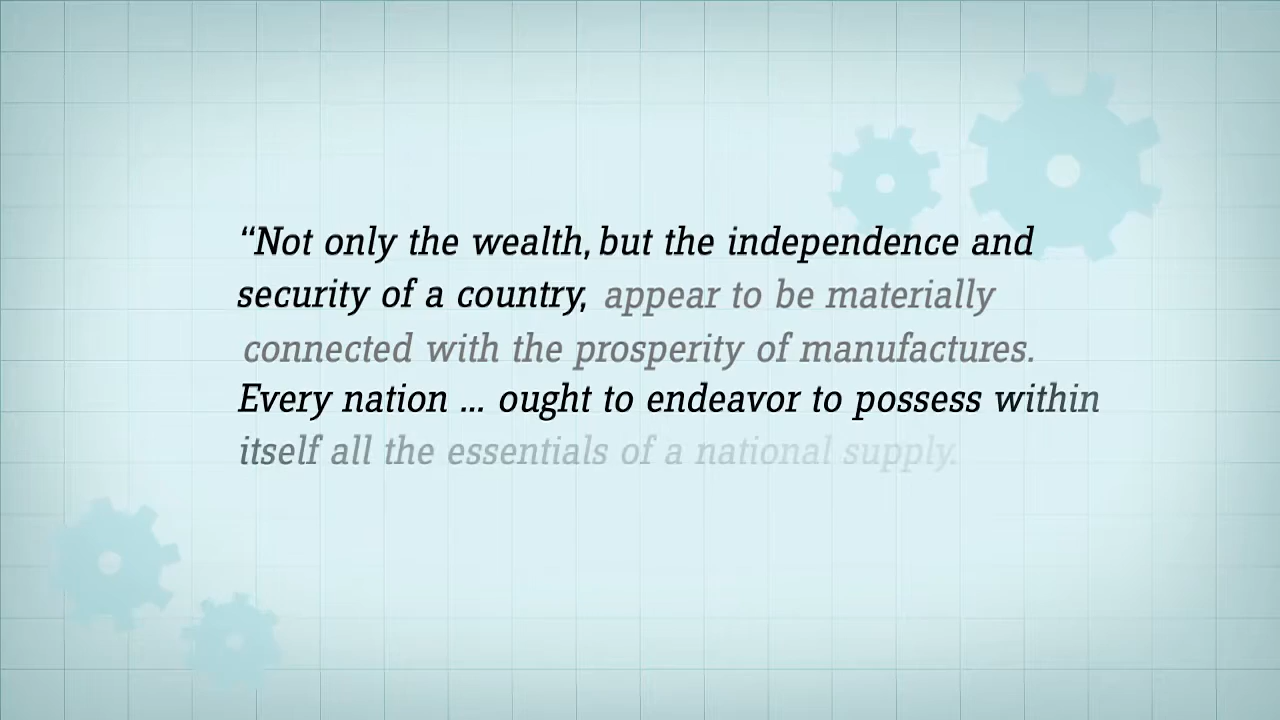 “Not only the wealth, but the independence and
security of a country, appear to be materially
connected with the prosperity of manufactures.
Every nation ... ought to endeavor to possess within
itself all the essentials of a national supply.